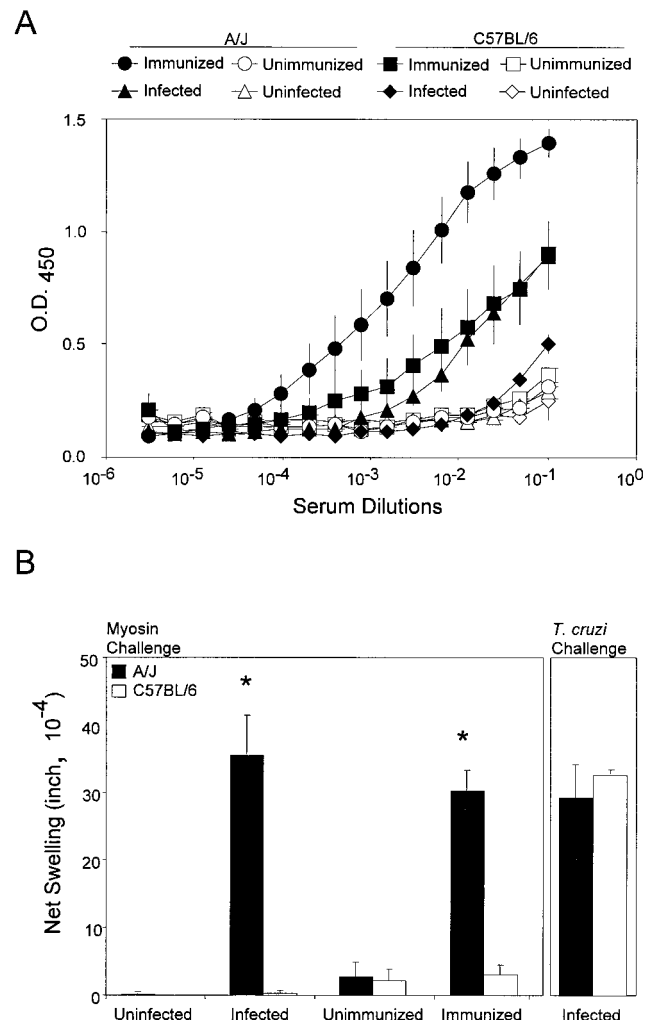 A
A/J
C57BL/6
Immunized Unimmunized Immunized Unimmunized
Infected Uninfected Infected Uninfected
1.5
1.0
0.5
0.0
O.D. 450
10-6 10-5 10-4 10-3 10-2 10-1 100
Serum Dilutions
B
Myosin
Challenge
T. cruzi
Challenge
A/J
C57BL/6
50
40
30
20
10
0
Net Swelling (inch, 10-4)
*
*
Uninfected Infected Unimmunized Immunized Infected